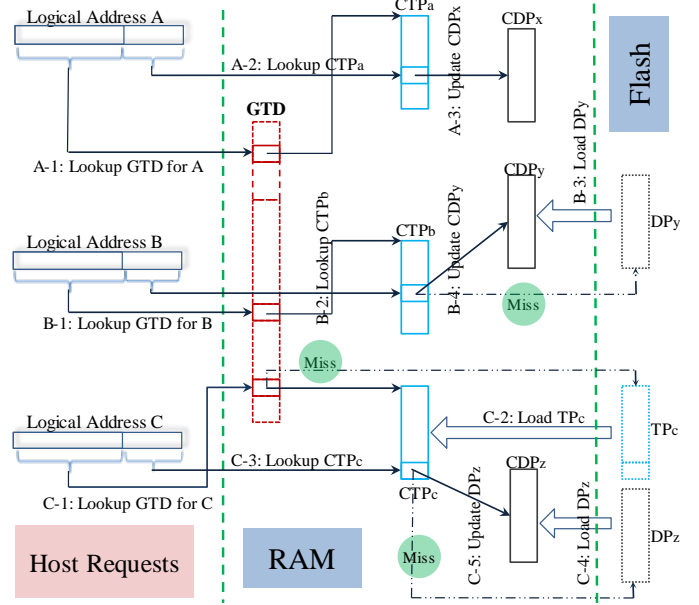 CTPa
Logical Address A
CDPx
A-2: Lookup CTPa
A-3: Update CDPx
Flash
GTD
A-1: Lookup GTD for A
B-3: Load DPy
CDPy
Logical Address B
B-2: Lookup CTPb
CTPb
B-4: Update CDPy
DPy
Miss
B-1: Lookup GTD for B
Miss
Logical Address C
C-2: Load TPc
TPc
C-3: Lookup CTPc
CDPz
CTPc
C-1: Lookup GTD for C
C-5: Update DPz
C-4: Load DPz
DPz
Miss
Host Requests
RAM